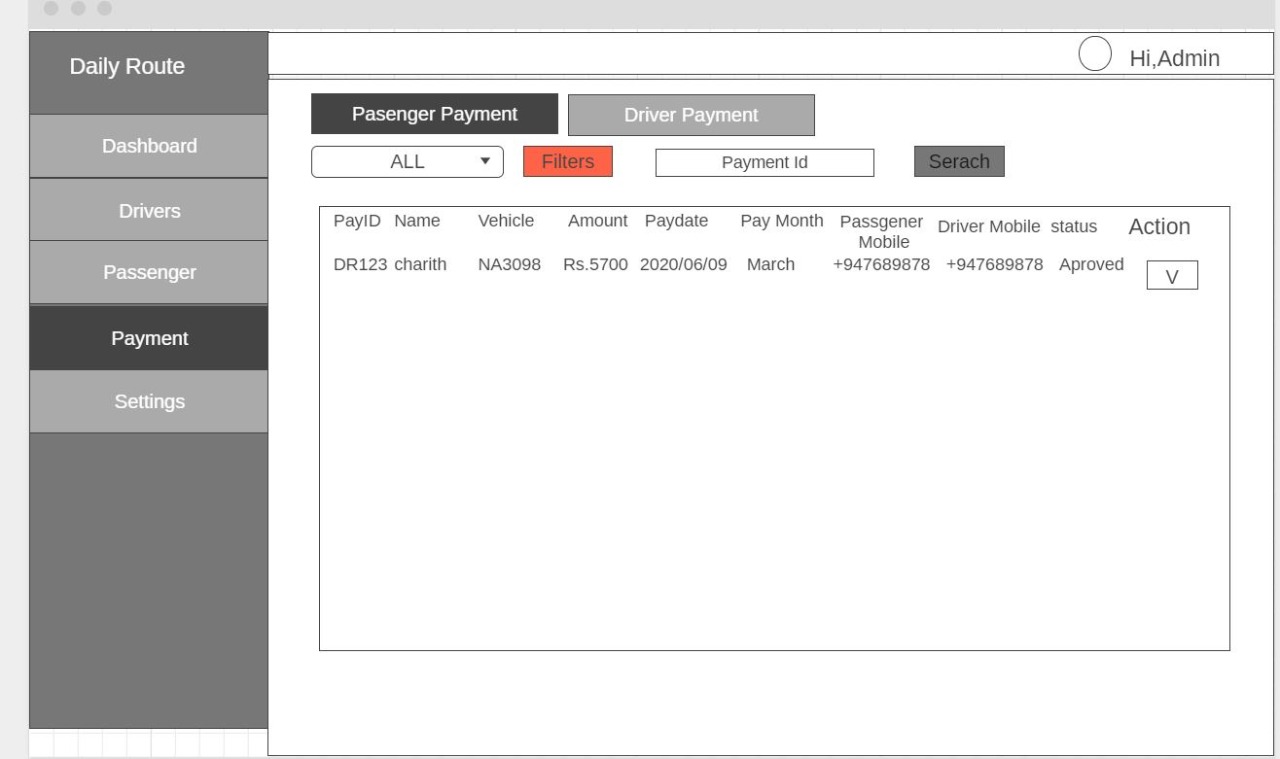 Daily Route
Hi,Admin
Dashboard
Drivers
Passenger
Payment
Settings
Pasenger Payment Driver Payment
ALL Filters Payment Id Serach
PayID Name Vehicle Amount Paydate Pay Month Passgener Mobile Driver Mobile status Action
DR123 charith NA3098 Rs.5700 2020/06/09 March +947689878 +947689878 Aproved V